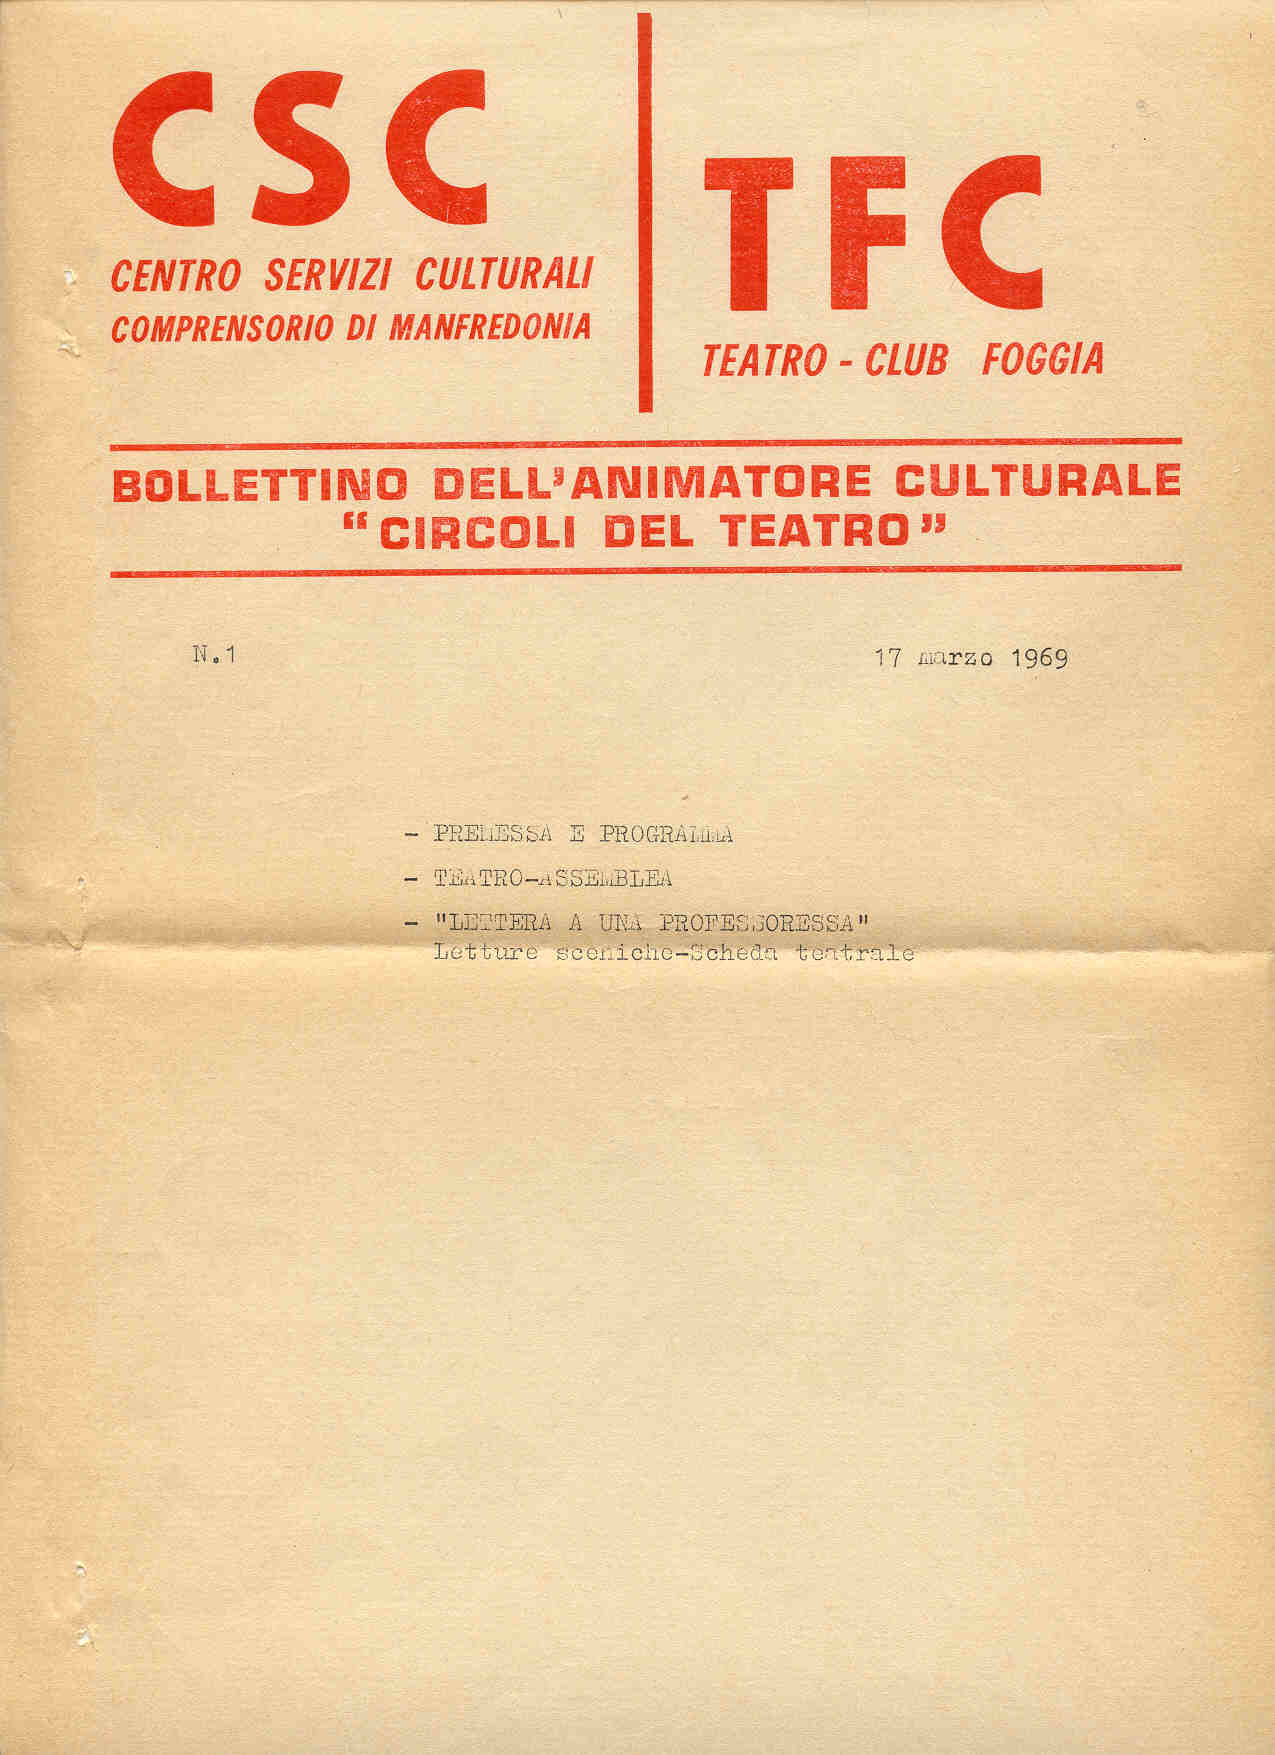 CSC
CENTRO SERVIZI CULTURALI
COMPRENSORIO DI MANFREDONIA
TFC
TEATRO - CLUB FOGGIA
BOLLETTINO DELL'ANIMATORE CULTURALE
“CIRCOLI DEL TEATRO”
N.1
17 marzo 1969
- PREMESSA E PROGRAMMA
- TEATRO-ASSEMBLEA
- "LETTERA A UNA PROFESSORESSA"
Letture sceniche-Scheda teatrale